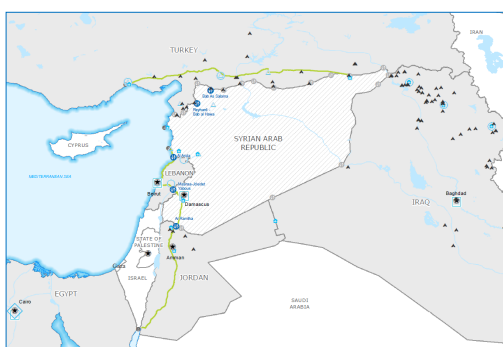 IRAN
TURKEY
Bab Al- Salama
Reyhanli
Bab al Hawa
SYRIAN ARAB
REPUBLIC
CYPRUS
LEBANON
MEDITERRANEAN SEA
Beirut
Damascus
Baghdad
IRAQ
STATE OF
PALESTINE
Amman
ISRAEL
JORDAN
EGYPT
Cairo
SAUDI
ARABIA